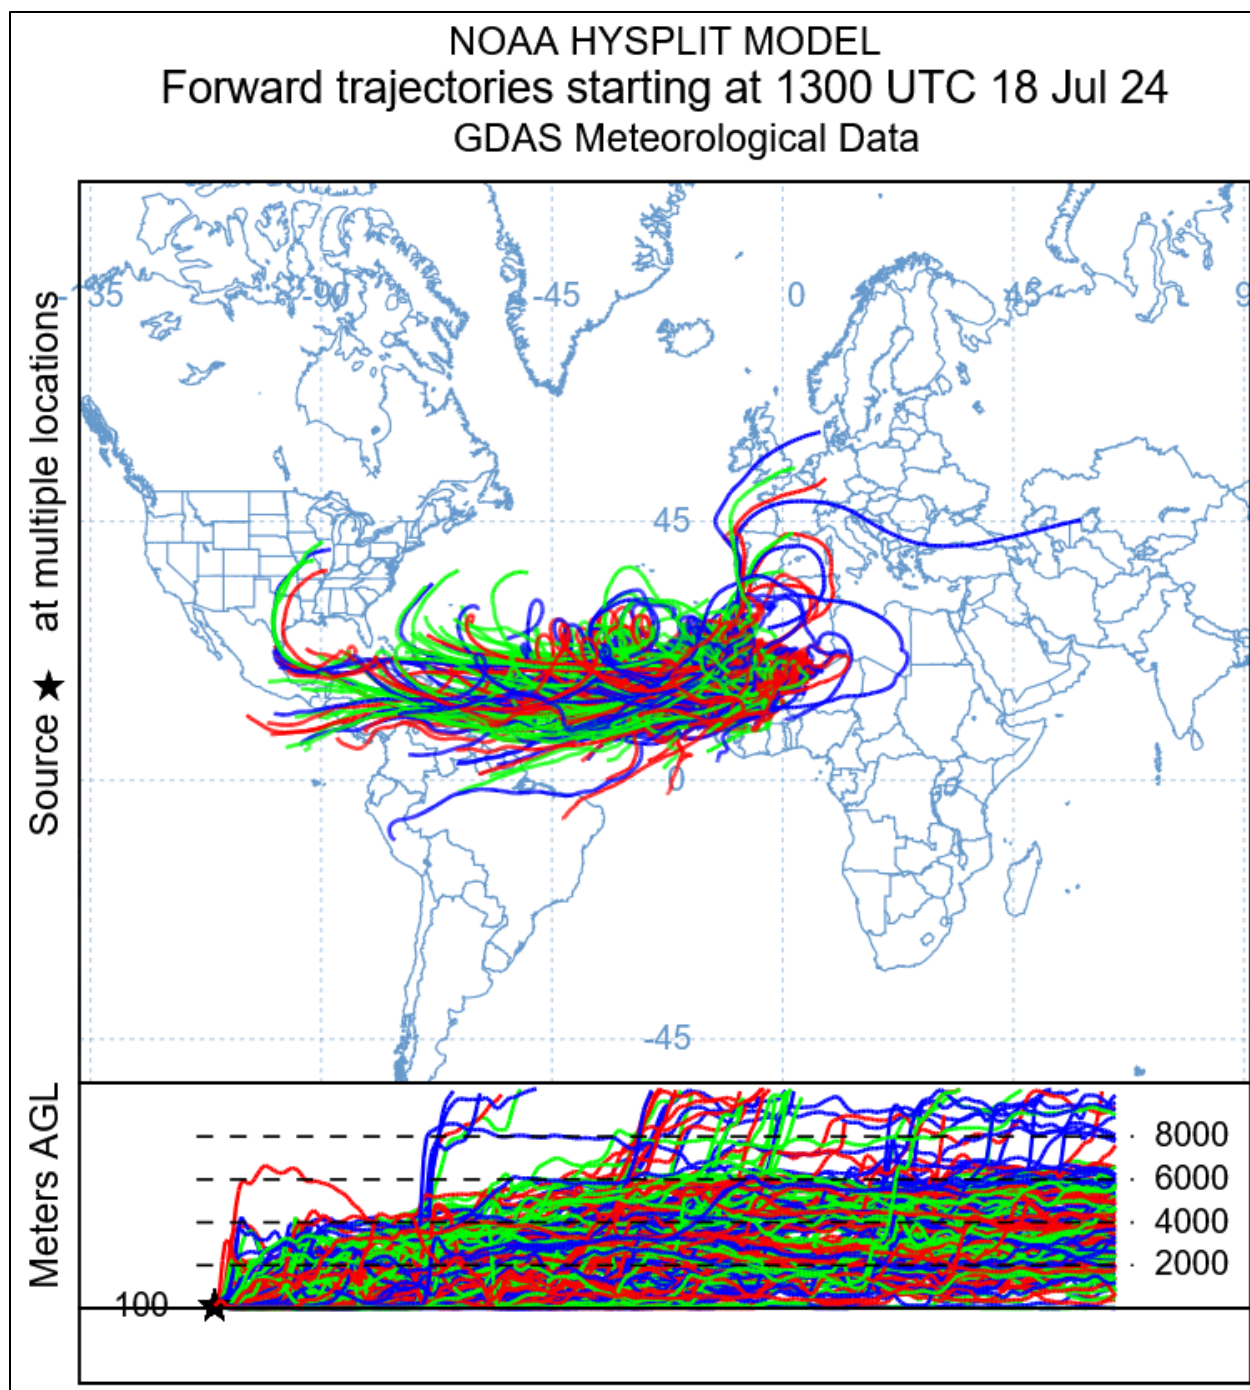 NOAA HYSPLIT MODEL
Forward trajectories starting at 1300 UTC 18 Jul 24
GDAS Meteorological Data
Source ★ at multiple locations
-90
-45
0
45
45
0
-45
Meters AGL
8000
6000
4000
2000
100